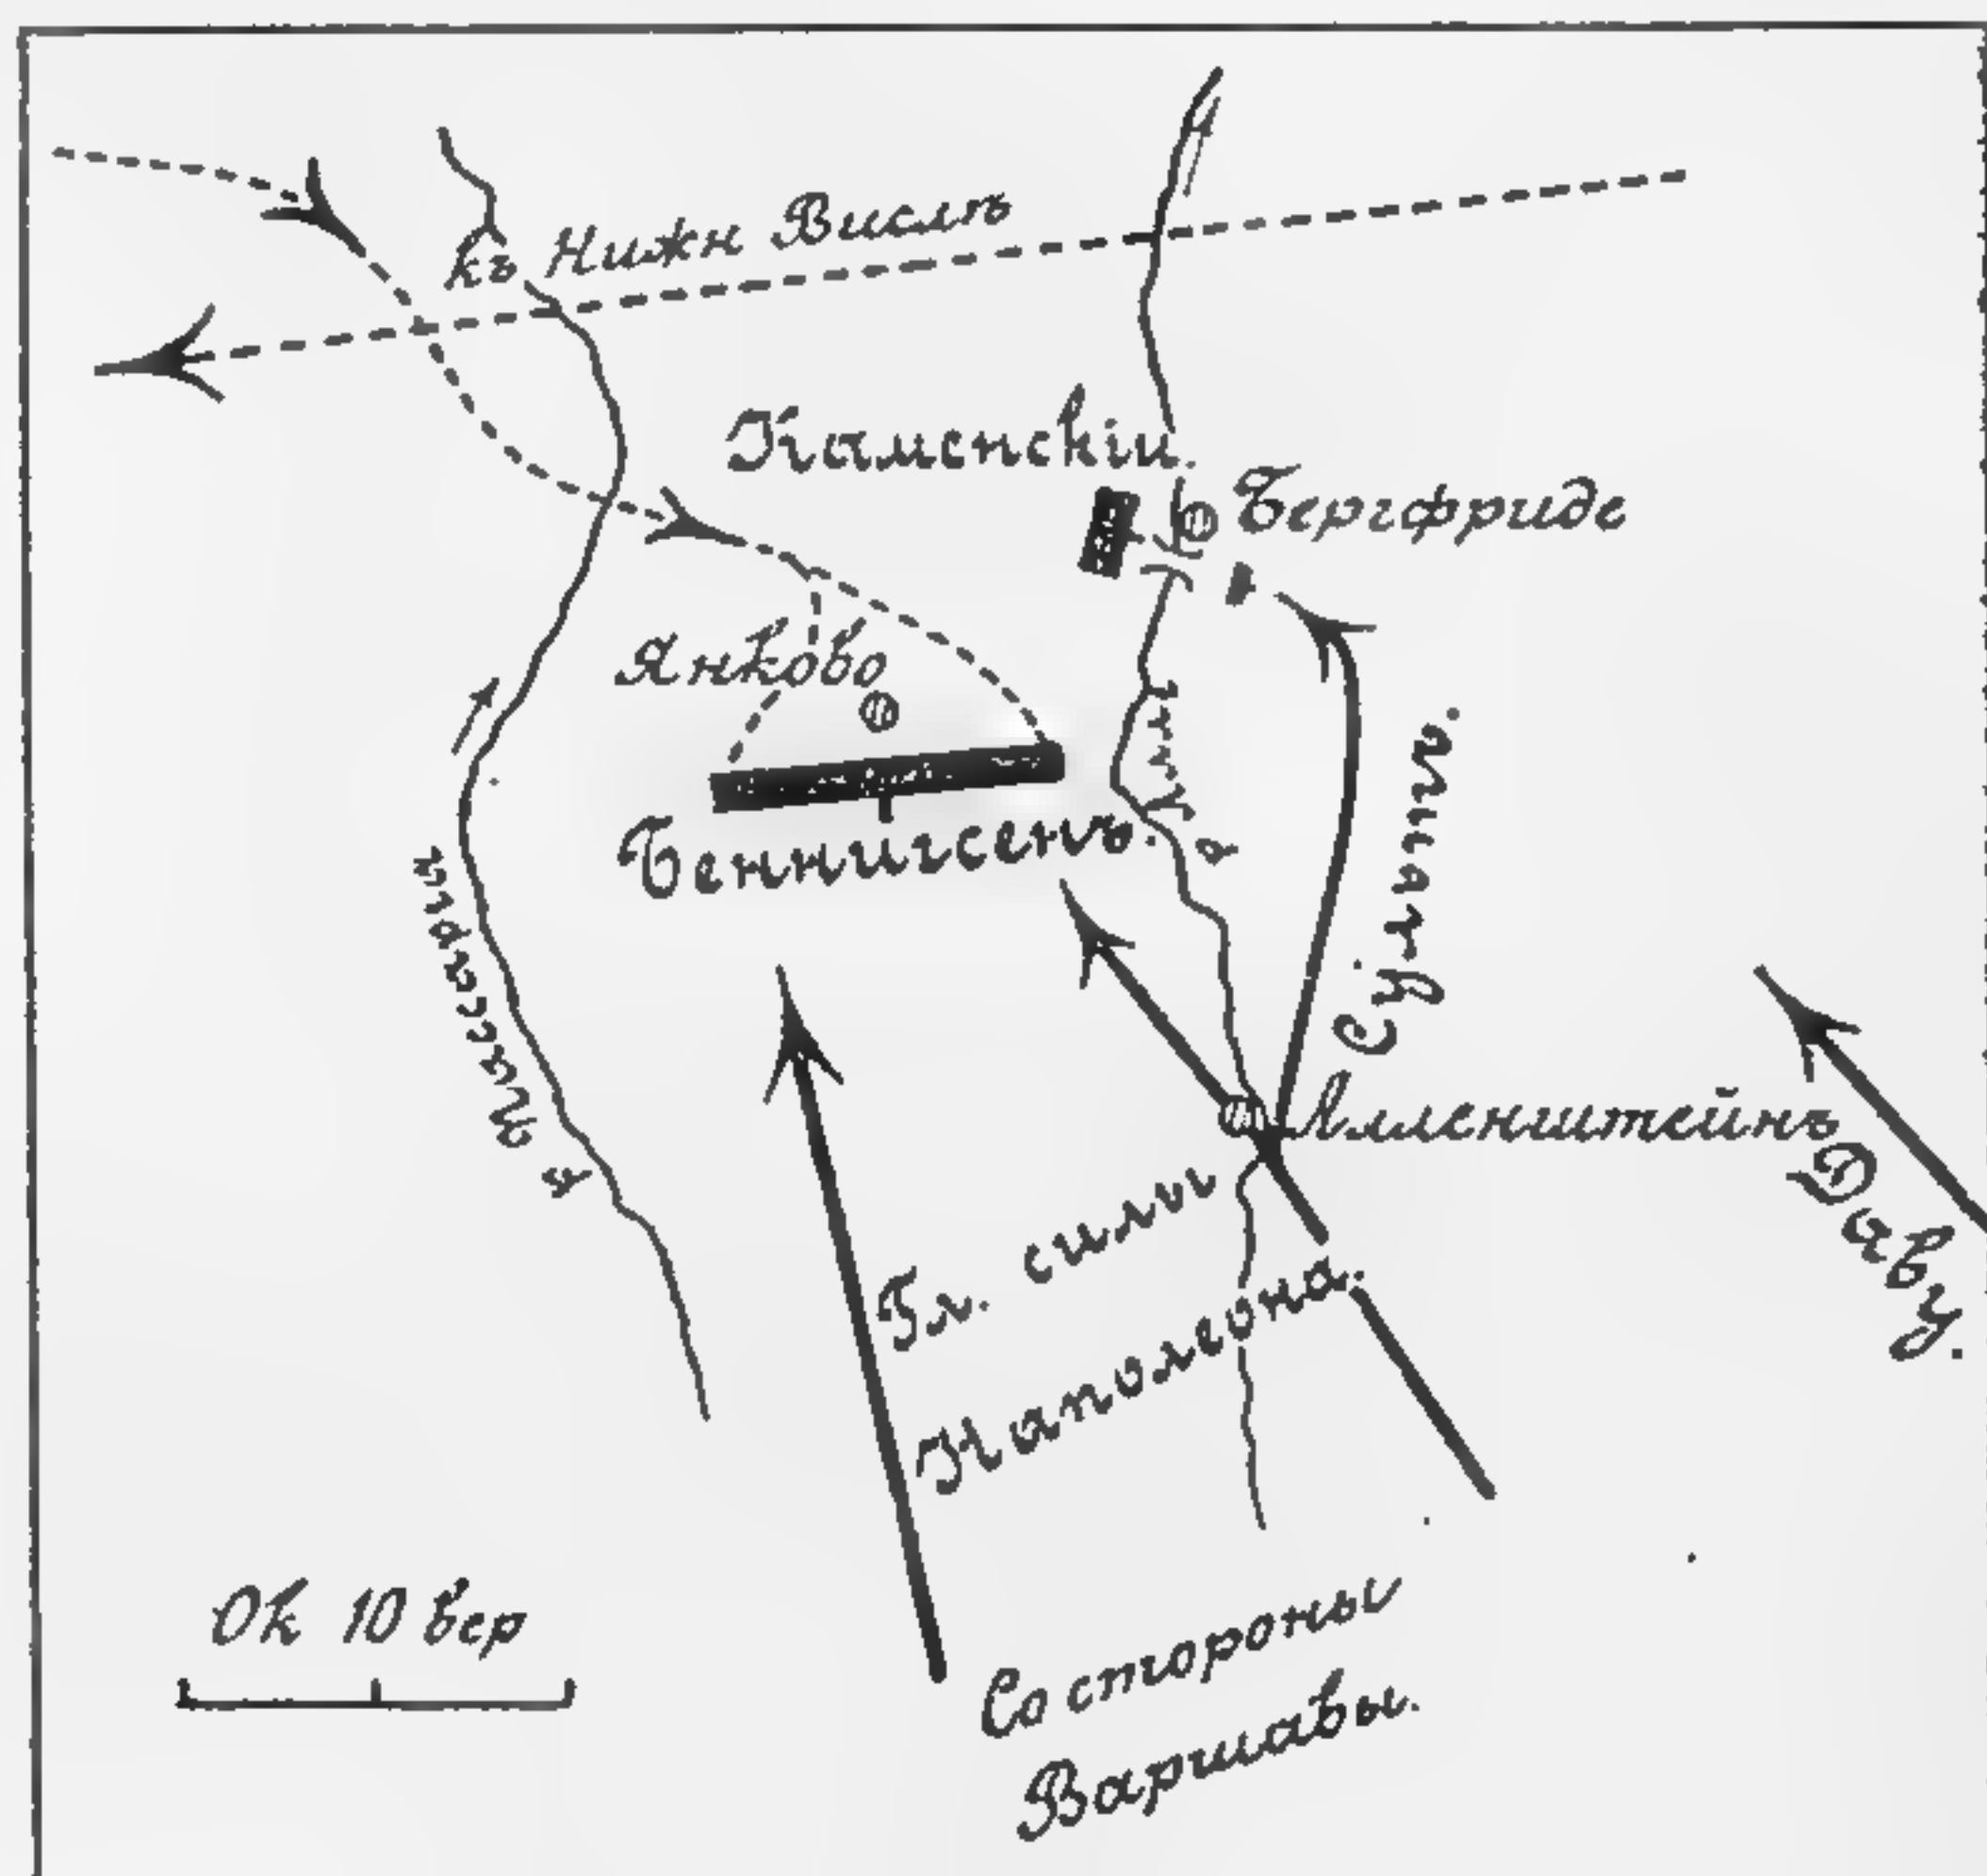 къ Нижн Вислѣ
Каменскій.
Бергфриде
Янково
Беннигсенъ.
р Алле
Сульт.
р Пассарга
Алленштейнъ
Даву.
Гл. силы
Наполеона.
Ок 10 вер
Со стороны
Варшавы.